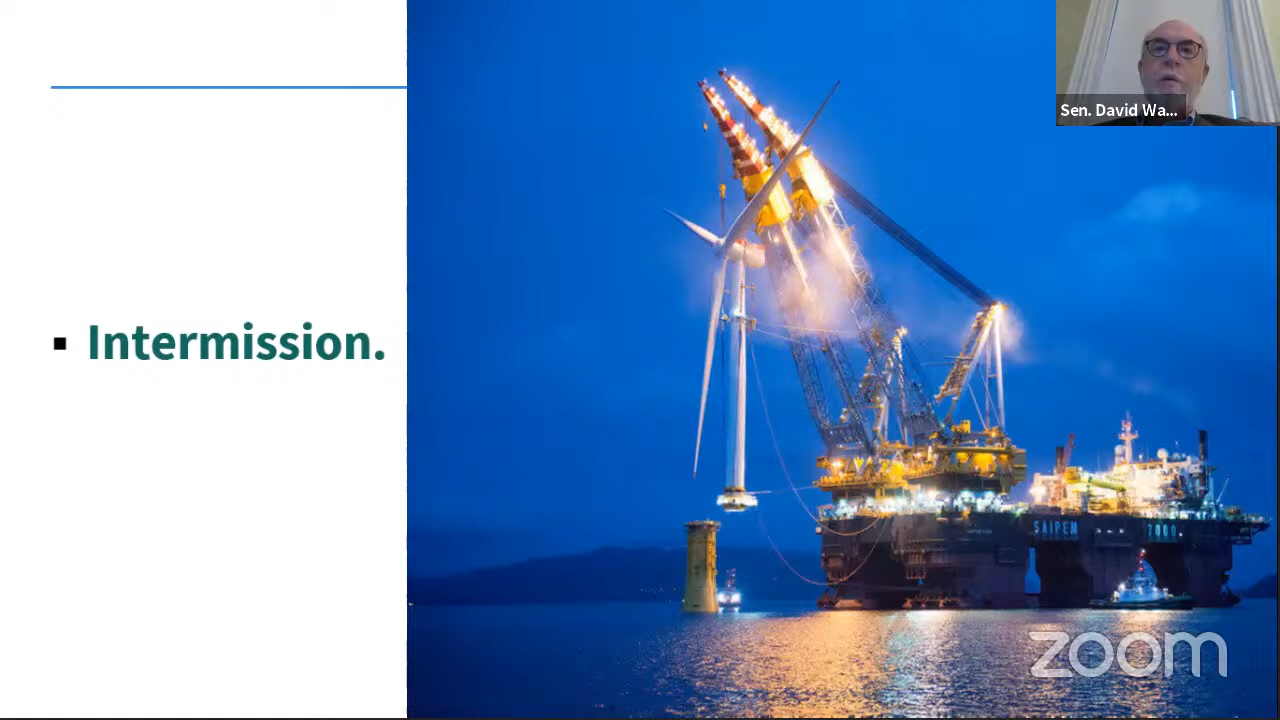 Sen. David Wa...
▪ Intermission.
SAIPEM 7000
zoom